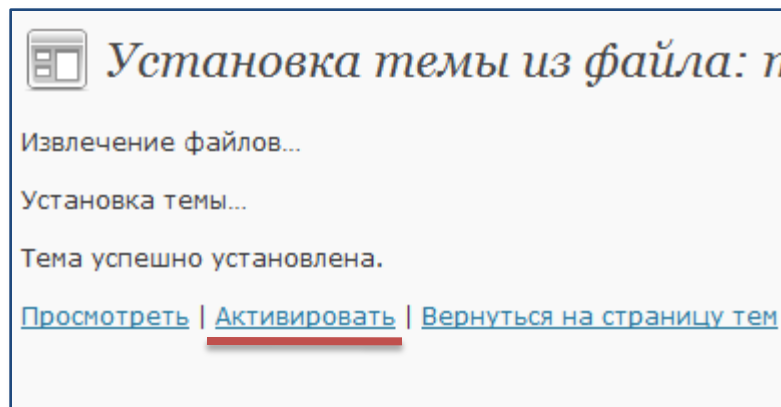 Установка темы из файла:
Извлечение файлов...
Установка темы...
Тема успешно установлена.
Просмотреть | Активировать | Вернуться на страницу тем